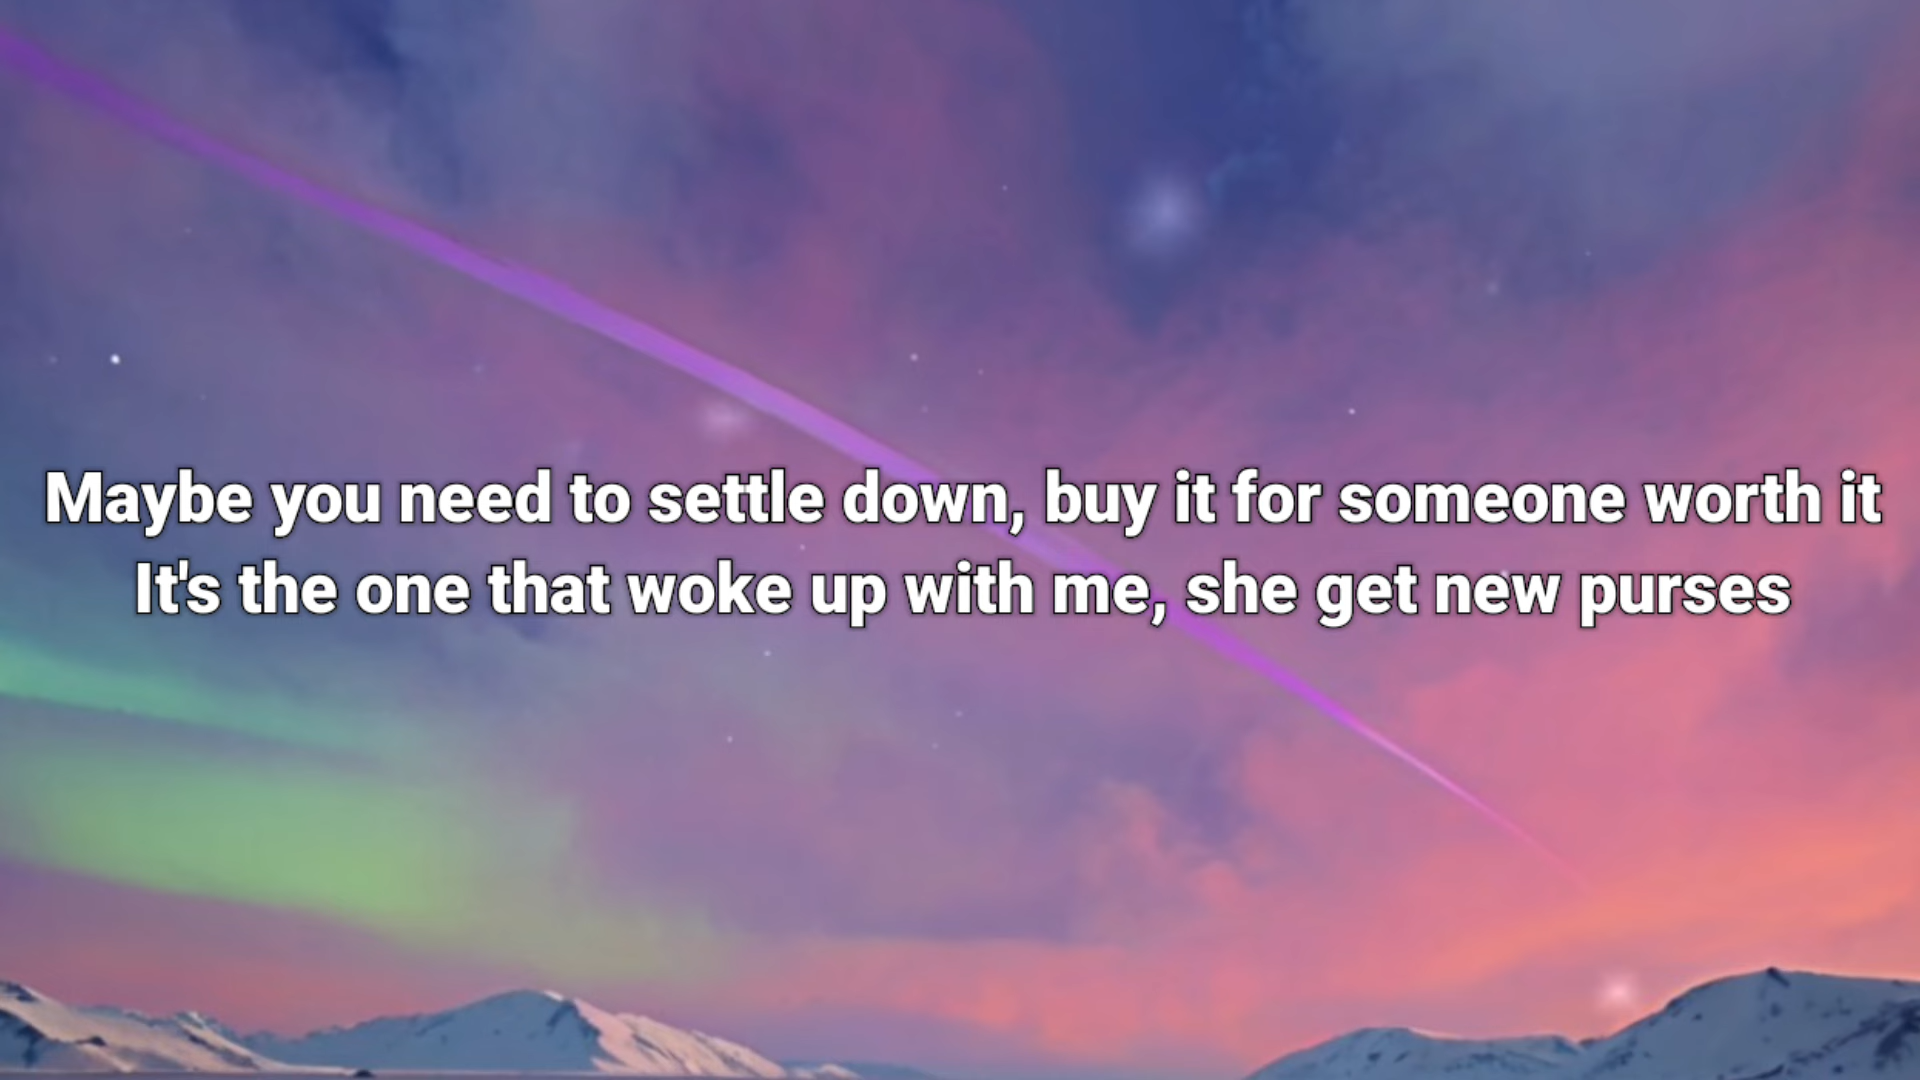 Maybe you need to settle down, buy it for someone worth it
It's the one that woke up with me, she get new purses